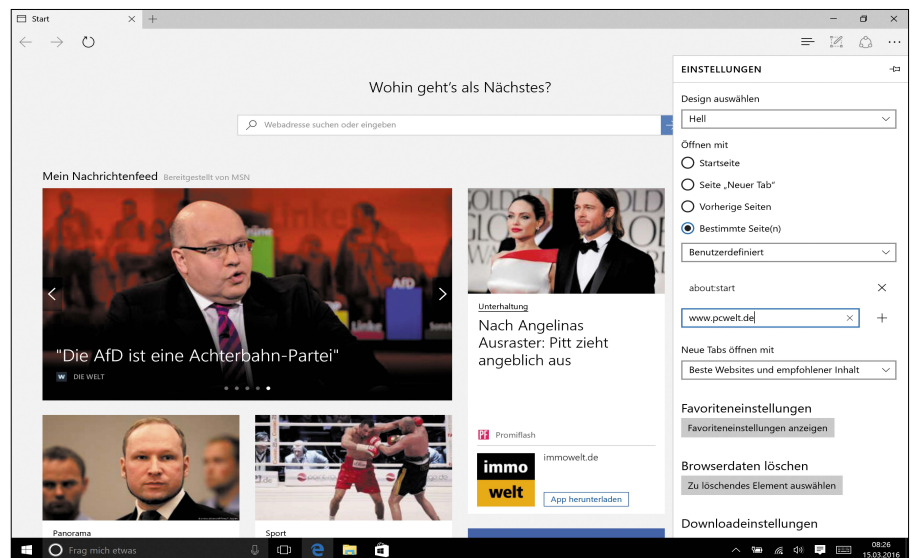 Start
EINSTELLUNGEN
Wohin geht's als Nächstes?
Webadresse suchen oder eingeben
Mein Nachrichtenfeed Bereitgestellt von MSN
Linke
AfD
Linke
"Die AfD ist eine Achterbahn-Partei"
W DIE WELT
Unterhaltung
Nach Angelinas
Ausraster: Pitt zieht
angeblich aus
PF Promiflash
immo
welt
immowelt.de
App herunterladen
Panorama
Sport
Design auswählen
Hell
Öffnen mit
Startseite
Seite „Neuer Tab"
Vorherige Seiten
Bestimmte Seite(n)
Benutzerdefiniert
about:start
www.pcwelt.de
Neue Tabs öffnen mit
Beste Websites und empfohlener Inhalt
Favoriteneinstellungen
Favoriteneinstellungen anzeigen
Browserdaten löschen
Zu löschendes Element auswählen
Downloadeinstellungen
Frag mich etwas
08:26
15.03.2016